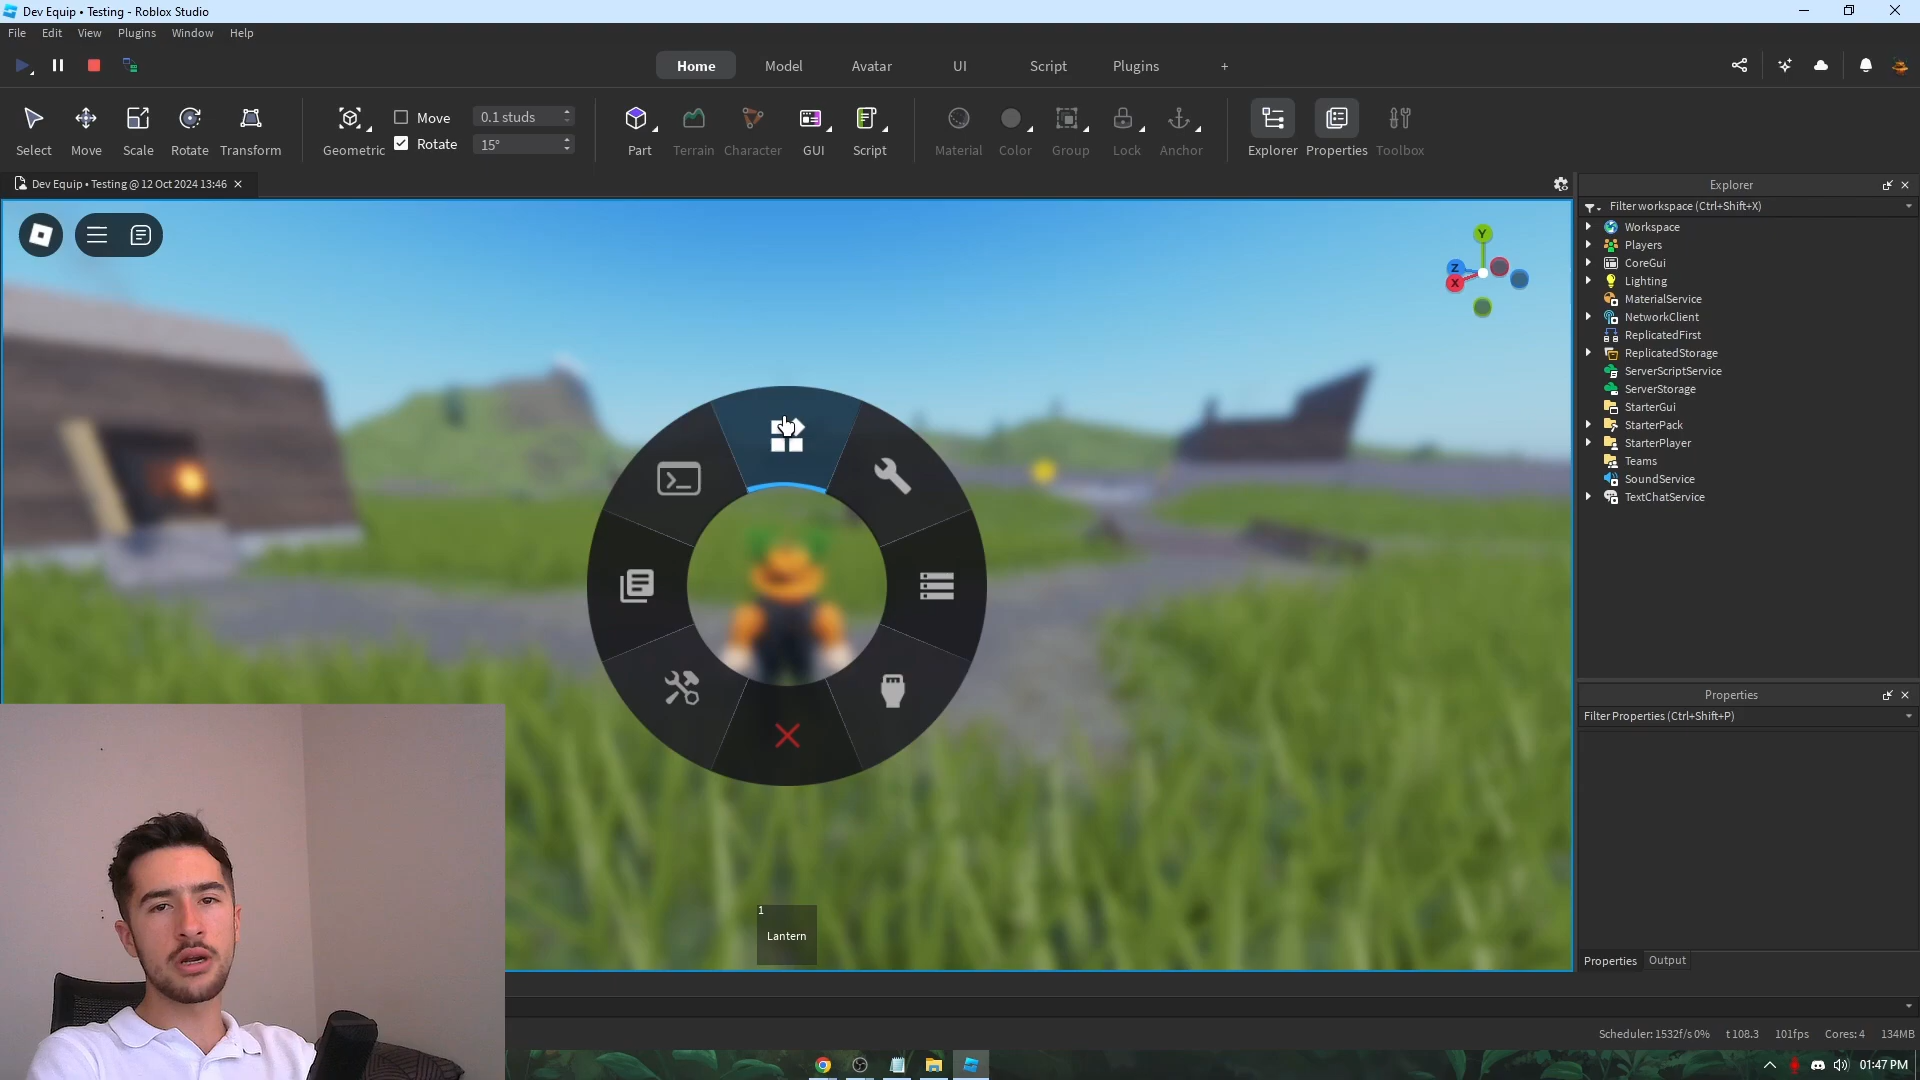 Dev Equip • Testing - Roblox Studio
File Edit View Plugins Window Help
Home Model Avatar UI Script Plugins +
Select Move Scale Rotate Transform
Geometric
Move 0.1 studs
Rotate 15°
Part Terrain Character GUI Script
Material Color Group Lock Anchor
Explorer Properties Toolbox
Dev Equip • Testing @ 12 Oct 2024 13:46
Explorer
Filter workspace (Ctrl+Shift+X)
Workspace
Players
CoreGui
Lighting
MaterialService
NetworkClient
ReplicatedFirst
ReplicatedStorage
ServerScriptService
ServerStorage
StarterGui
StarterPack
StarterPlayer
Teams
SoundService
TextChatService
Y
Z
X
Properties
Filter Properties (Ctrl+Shift+P)
1
Lantern
Properties Output
Scheduler: 1532f/s 0% t 108.3 101fps Cores: 4 134MB
01:47 PM